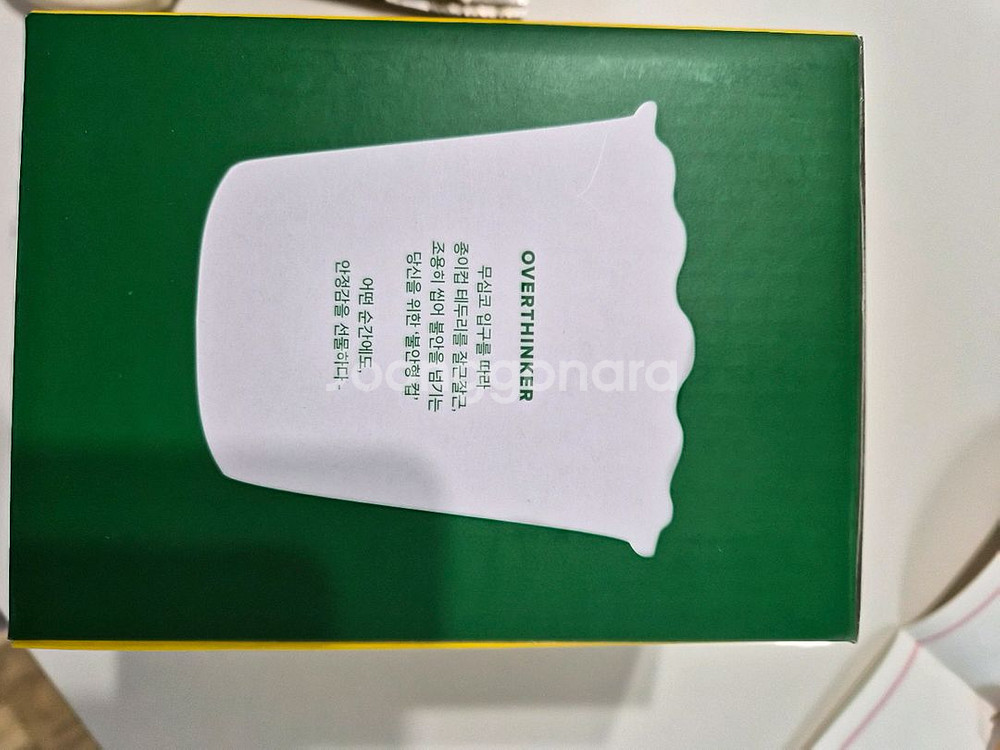 OVERTHINKER
무심코 입구를 따라
종이컵 테두리를 잘근잘근,
조용히 씹어 불안을 넘기는
당신을 위한 '불안형 컵'
어떤 순간에도,
안정감을 선물하다-
joonggonara